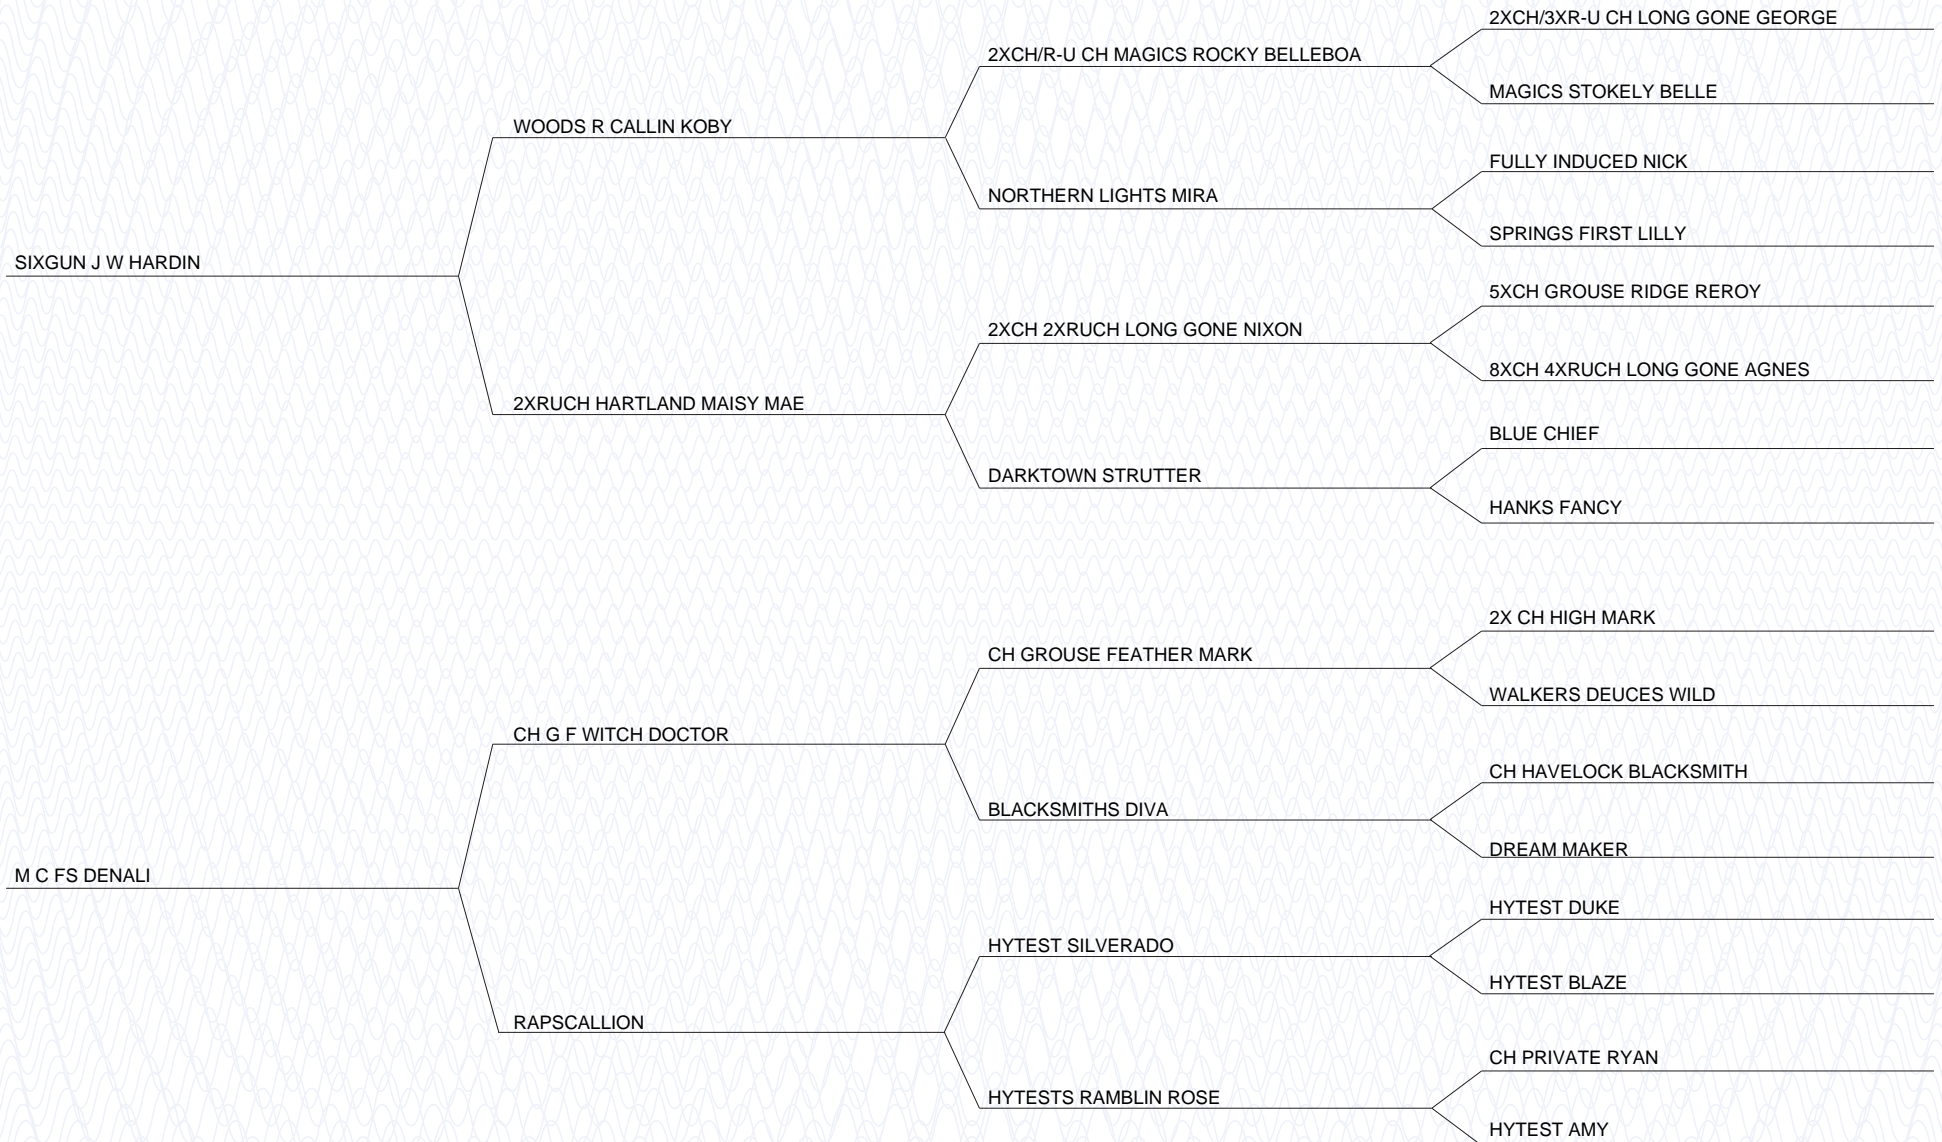 2XCH/3XR-U CH LONG GONE GEORGE
2XCH/R-U CH MAGICS ROCKY BELLEBOA
MAGICS STOKELY BELLE
WOODS R CALLIN KOBY
FULLY INDUCED NICK
NORTHERN LIGHTS MIRA
SPRINGS FIRST LILLY
SIXGUN J W HARDIN
5XCH GROUSE RIDGE REROY
2XCH 2XRUCH LONG GONE NIXON
8XCH 4XRUCH LONG GONE AGNES
2XRUCH HARTLAND MAISY MAE
BLUE CHIEF
DARKTOWN STRUTTER
HANKS FANCY
2X CH HIGH MARK
CH GROUSE FEATHER MARK
WALKERS DEUCES WILD
CH G F WITCH DOCTOR
CH HAVELOCK BLACKSMITH
BLACKSMITHS DIVA
DREAM MAKER
M C FS DENALI
HYTEST DUKE
HYTEST SILVERADO
HYTEST BLAZE
RAPSCALLION
CH PRIVATE RYAN
HYTESTS RAMBLIN ROSE
HYTEST AMY